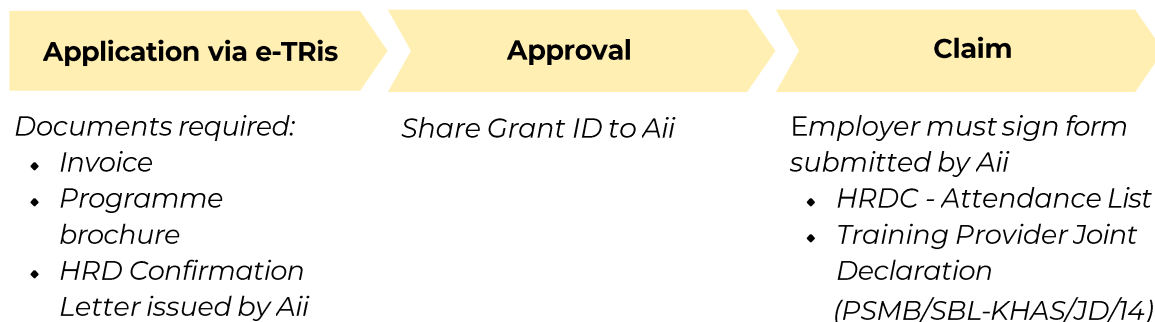 Application via e-TRis
Documents required:
Invoice
Programme
brochure
HRD Confirmation
Letter issued by Aii
Approval
Share Grant ID to Aii
Claim
Employer must sign form
submitted by Aii
HRDC - Attendance List
Training Provider Joint
Declaration
(PSMB/SBL-KHAS/JD/14)